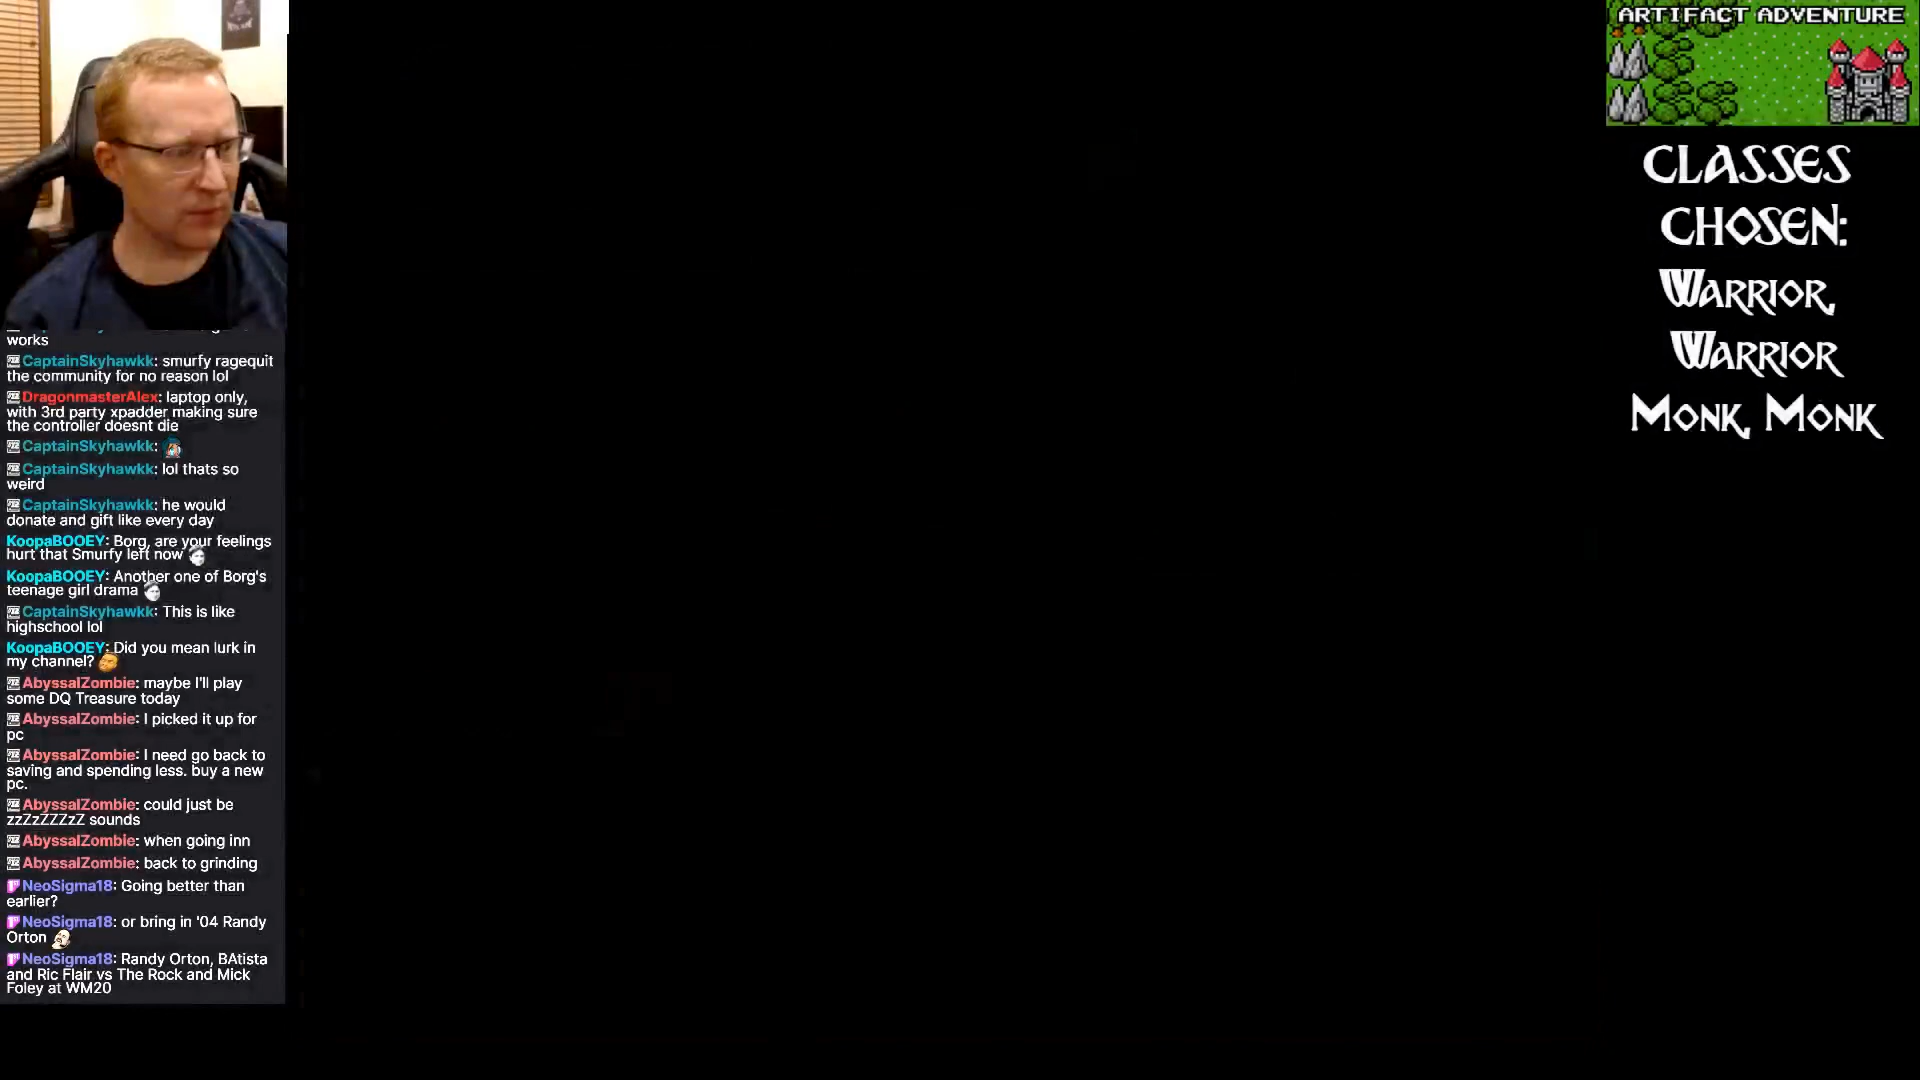 works
CaptainSkyhawkk: smurfy ragequit
the community for no reason lol
DragonmasterAlex: laptop only,
with 3rd party xpadder making sure
the controller doesnt die
CaptainSkyhawkk:
CaptainSkyhawkk: lol thats so
weird
CaptainSkyhawkk: he would
donate and gift like every day
KoopaBOOEY: Borg, are your feelings
hurt that Smurfy left now
KoopaBOOEY: Another one of Borg's
teenage girl drama
CaptainSkyhawkk: This is like
highschool lol
KoopaBOOEY: Did you mean lurk in
my channel?
AbyssalZombie: maybe I'll play
some DQ Treasure today
AbyssalZombie: I picked it up for
pc
AbyssalZombie: I need go back to
saving and spending less. buy a new
pc.
AbyssalZombie: could just be
zzZzZZZzZ sounds
AbyssalZombie: when going inn
AbyssalZombie: back to grinding
NeoSigma18: Going better than
earlier?
NeoSigma18: or bring in '04 Randy
Orton
NeoSigma18: Randy Orton, BAtista
and Ric Flair vs The Rock and Mick
Foley at WM20
ARTIFACT ADVENTURE
CLASSES
CHOSEN:
WARRIOR,
WARRIOR
MONK, MONK